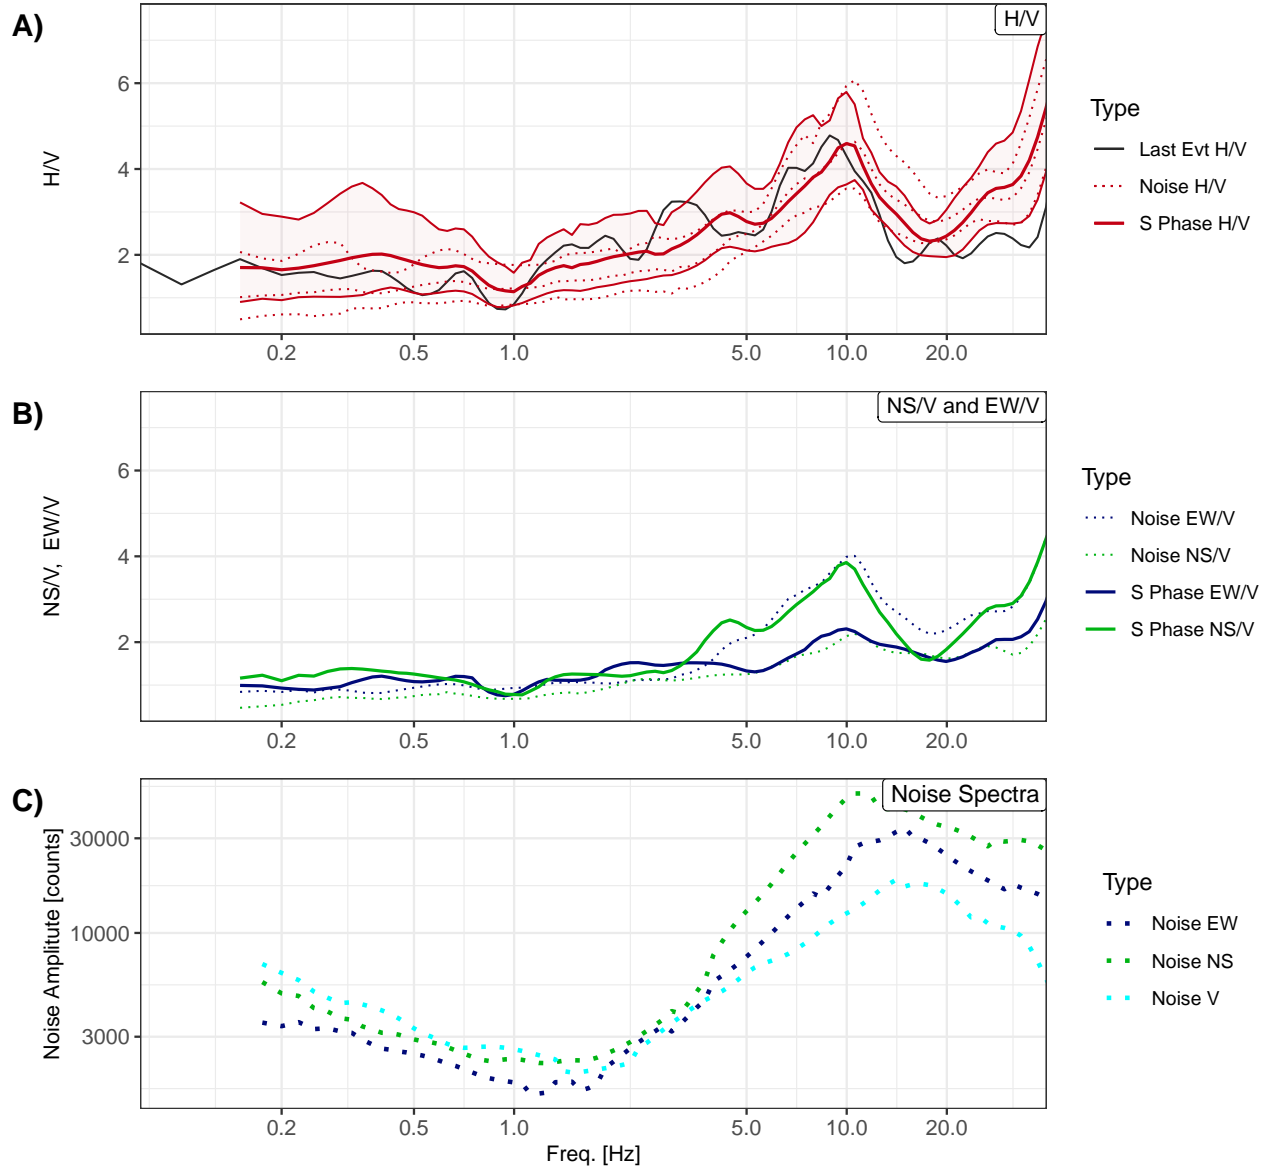 A)
H/V
6
4
2
H/V
0.2 0.5 1.0 5.0 10.0 20.0
Type
Last Evt H/V
Noise H/V
S Phase H/V
B)
NS/V and EW/V
6
4
2
NS/V,  EW/V
0.2 0.5 1.0 5.0 10.0 20.0
Type
Noise EW/V
Noise NS/V
S Phase EW/V
S Phase NS/V
C)
Noise Spectra
30000
10000
3000
Noise Amplitute [counts]
0.2 0.5 1.0 5.0 10.0 20.0
Freq. [Hz]
Type
Noise EW
Noise NS
Noise V